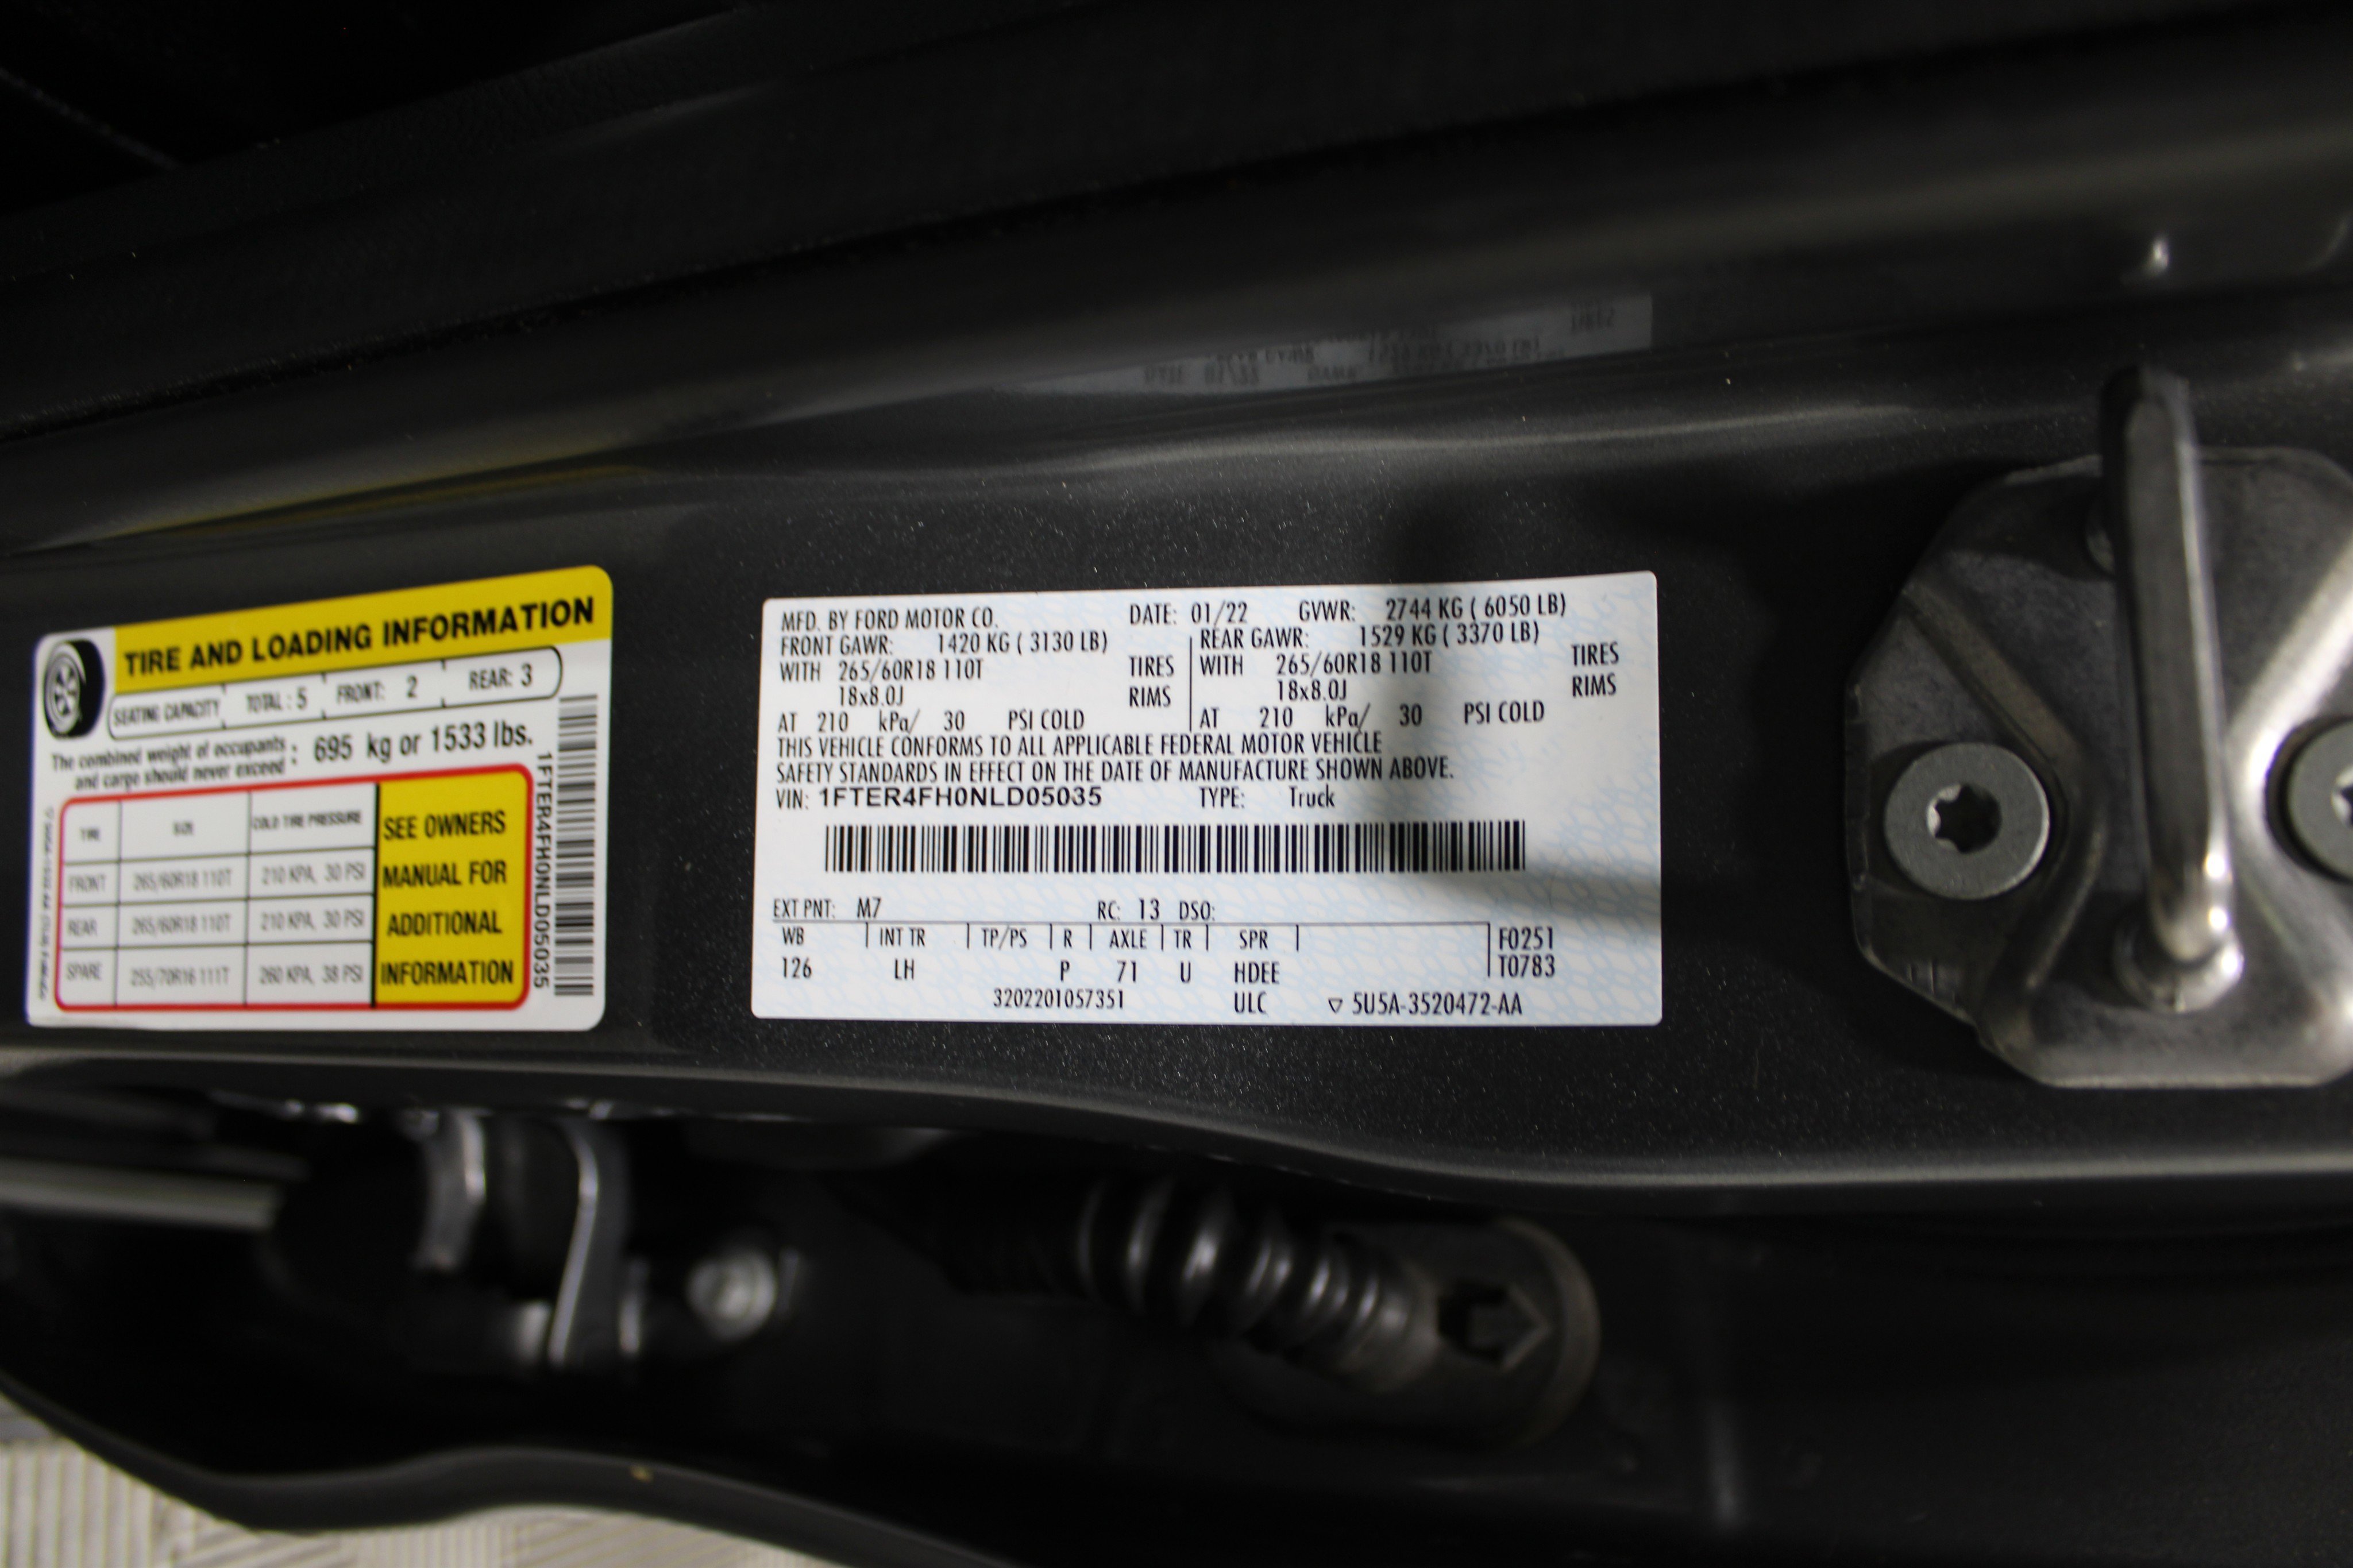 TIRE AND LOADING INFORMATION
SEATING CAPACITY TOTAL : 5 FRONT: 2 REAR: 3
The combined weight of occupants
and cargo should never exceed : 695 kg or 1533 lbs.
TIRE SIZE COLD TIRE PRESSURE
FRONT 265/60R18 110T 210 KPA, 30 PSI
REAR 265/60R18 110T 210 KPA, 30 PSI
SPARE 255/70R16 111T 260 KPA, 38 PSI
SEE OWNERS
MANUAL FOR
ADDITIONAL
INFORMATION
1FTER4FH0NLD05035
MFD. BY FORD MOTOR CO. DATE: 01/22 GVWR: 2744 KG ( 6050 LB)
FRONT GAWR: 1420 KG ( 3130 LB) REAR GAWR: 1529 KG ( 3370 LB)
WITH 265/60R18 110T TIRES WITH 265/60R18 110T TIRES
18x8.0J RIMS 18x8.0J RIMS
AT 210 kPa/ 30 PSI COLD AT 210 kPa/ 30 PSI COLD
THIS VEHICLE CONFORMS TO ALL APPLICABLE FEDERAL MOTOR VEHICLE
SAFETY STANDARDS IN EFFECT ON THE DATE OF MANUFACTURE SHOWN ABOVE.
VIN: 1FTER4FH0NLD05035 TYPE: Truck
EXT PNT: M7 RC: 13 DSO:
WB INT TR TP/PS R AXLE TR SPR F0251
126 LH P 71 U HDEE T0783
3202201057351 ULC ▽ 5U5A-3520472-AA